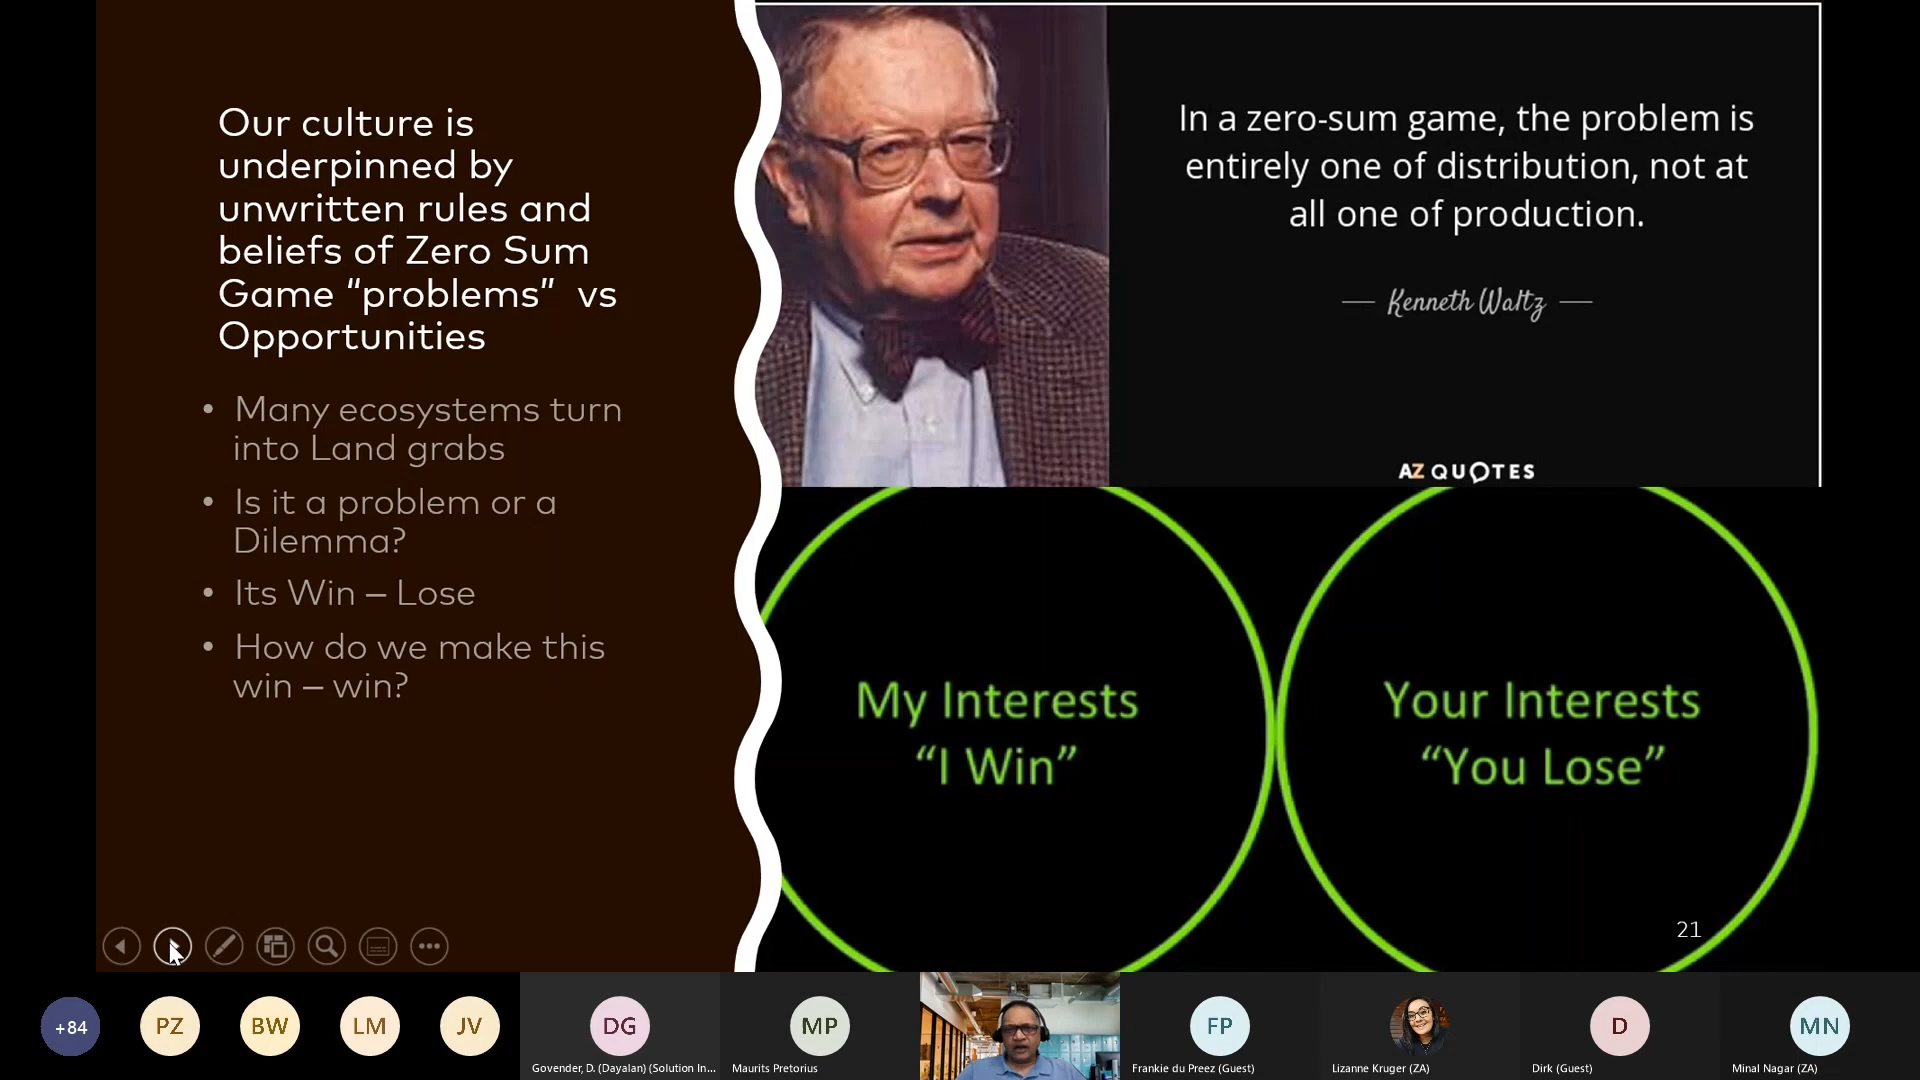 Our culture is
underpinned by
unwritten rules and
beliefs of Zero Sum
Game “problems”  vs
Opportunities
• Many ecosystems turn
into Land grabs
• Is it a problem or a
Dilemma?
• Its Win – Lose
• How do we make this
win – win?
In a zero-sum game, the problem is
entirely one of distribution, not at
all one of production.
— Kenneth Waltz —
AZ QUOTES
My Interests
“I Win”
Your Interests
“You Lose”
21
+84
PZ
BW
LM
JV
DG
Govender, D. (Dayalan) (Solution In...
MP
Maurits Pretorius
FP
Frankie du Preez (Guest)
Lizanne Kruger (ZA)
D
Dirk (Guest)
MN
Minal Nagar (ZA)